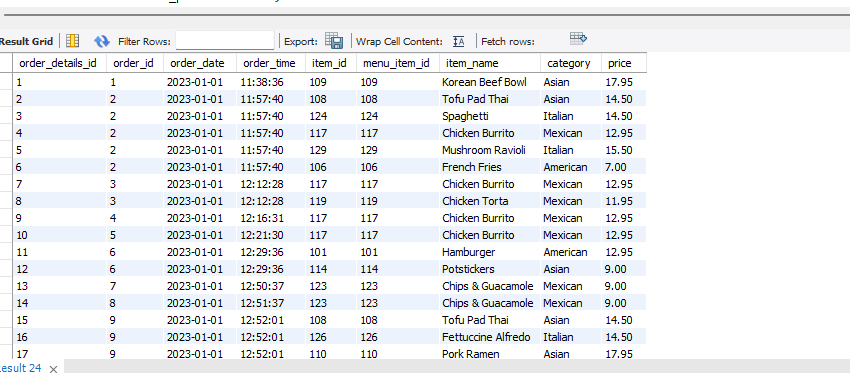 Result Grid Filter Rows: Export: Wrap Cell Content: Fetch rows:
order_details_id order_id order_date order_time item_id menu_item_id item_name category price
1 1 2023-01-01 11:38:36 109 109 Korean Beef Bowl Asian 17.95
2 2 2023-01-01 11:57:40 108 108 Tofu Pad Thai Asian 14.50
3 2 2023-01-01 11:57:40 124 124 Spaghetti Italian 14.50
4 2 2023-01-01 11:57:40 117 117 Chicken Burrito Mexican 12.95
5 2 2023-01-01 11:57:40 129 129 Mushroom Ravioli Italian 15.50
6 2 2023-01-01 11:57:40 106 106 French Fries American 7.00
7 3 2023-01-01 12:12:28 117 117 Chicken Burrito Mexican 12.95
8 3 2023-01-01 12:12:28 119 119 Chicken Torta Mexican 11.95
9 4 2023-01-01 12:16:31 117 117 Chicken Burrito Mexican 12.95
10 5 2023-01-01 12:21:30 117 117 Chicken Burrito Mexican 12.95
11 6 2023-01-01 12:29:36 101 101 Hamburger American 12.95
12 6 2023-01-01 12:29:36 114 114 Potstickers Asian 9.00
13 7 2023-01-01 12:50:37 123 123 Chips & Guacamole Mexican 9.00
14 8 2023-01-01 12:51:37 123 123 Chips & Guacamole Mexican 9.00
15 9 2023-01-01 12:52:01 108 108 Tofu Pad Thai Asian 14.50
16 9 2023-01-01 12:52:01 126 126 Fettuccine Alfredo Italian 14.50
17 9 2023-01-01 12:52:01 110 110 Pork Ramen Asian 17.95
esult 24